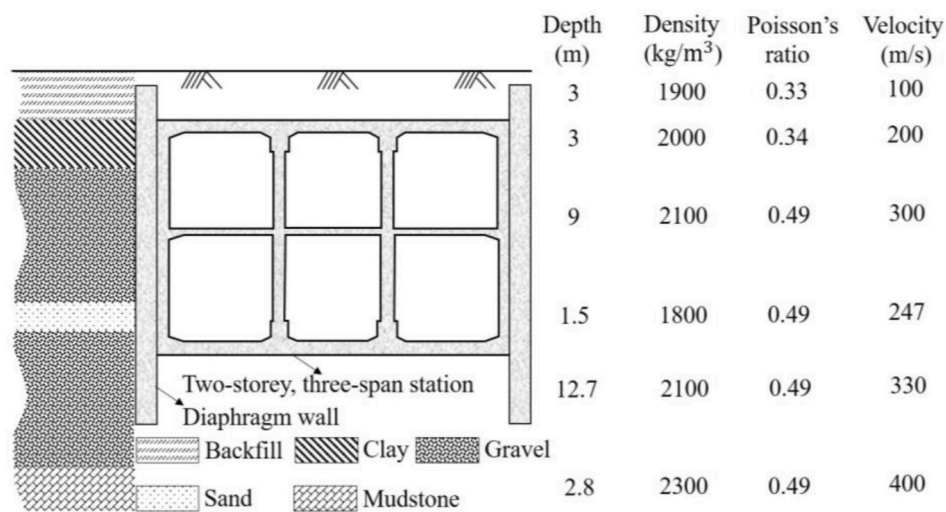 Depth Density Poisson's Velocity
(m) (kg/m³) ratio (m/s)
3 1900 0.33 100
3 2000 0.34 200
9 2100 0.49 300
1.5 1800 0.49 247
Two-storey, three-span station
12.7 2100 0.49 330
Diaphragm wall
Backfill Clay Gravel
Sand Mudstone
2.8 2300 0.49 400